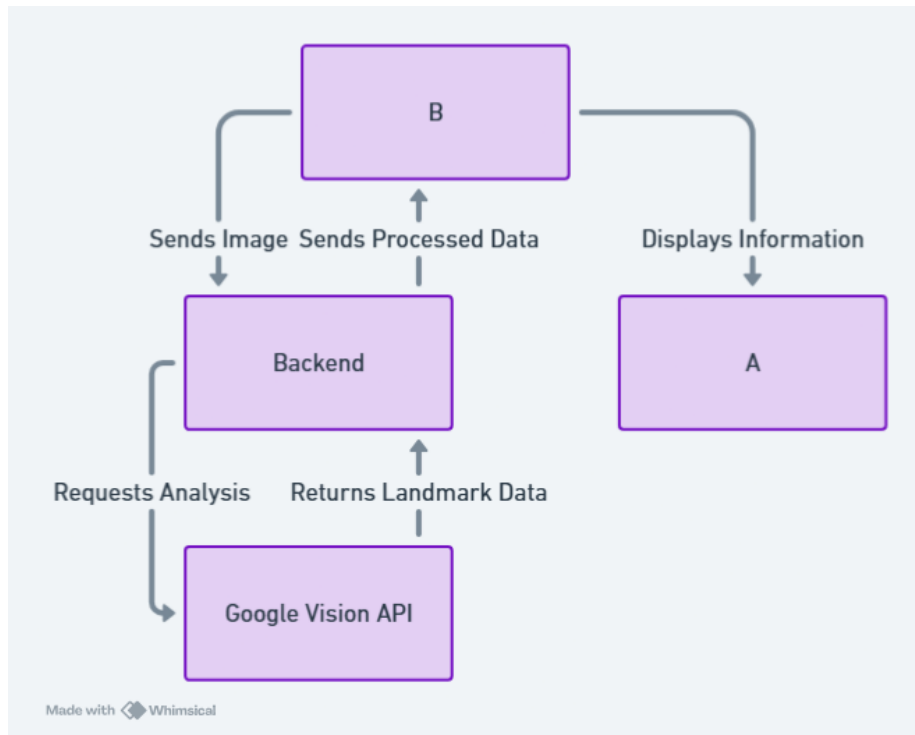 B
Sends Image
Sends Processed Data
Displays Information
Backend
A
Requests Analysis
Returns Landmark Data
Google Vision API
Made with Whimsical